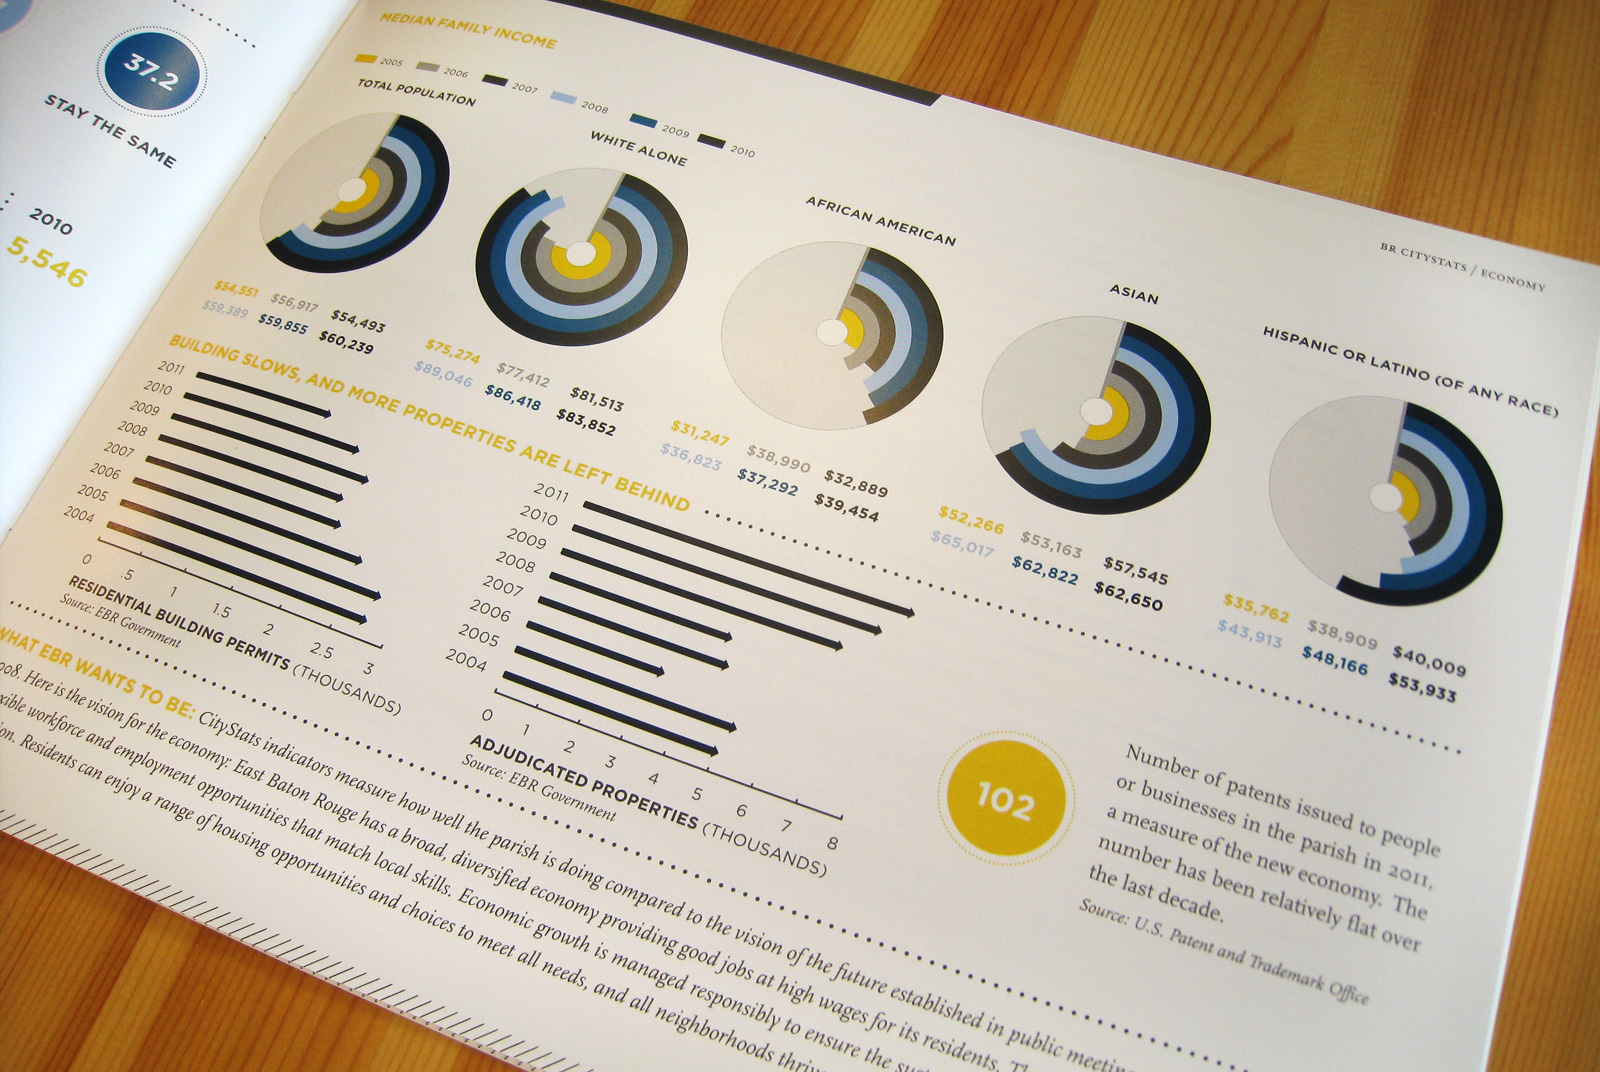 37.2
STAY THE SAME
2010
5,546
MEDIAN FAMILY INCOME
2005 2006 2007 2008 2009 2010
TOTAL POPULATION
$54,551 $56,917 $54,493
$59,389 $59,855 $60,239
WHITE ALONE
$75,274 $77,412 $81,513
$89,046 $86,418 $83,852
AFRICAN AMERICAN
$31,247 $38,990 $32,889
$36,823 $37,292 $39,454
ASIAN
$52,266 $53,163 $57,545
$65,017 $62,822 $62,650
BR CITYSTATS / ECONOMY
HISPANIC OR LATINO (OF ANY RACE)
$35,762 $38,909 $40,009
$43,913 $48,166 $53,933
BUILDING SLOWS, AND MORE PROPERTIES ARE LEFT BEHIND
2011
2010
2009
2008
2007
2006
2005
2004
0 .5 1 1.5 2 2.5 3
RESIDENTIAL BUILDING PERMITS (THOUSANDS)
Source: EBR Government
2011
2010
2009
2008
2007
2006
2005
2004
0 1 2 3 4 5 6 7 8
ADJUDICATED PROPERTIES (THOUSANDS)
Source: EBR Government
102
Number of patents issued to people
or businesses in the parish in 2011,
a measure of the new economy. The
number has been relatively flat over
the last decade.
Source: U.S. Patent and Trademark Office
WHAT EBR WANTS TO BE: CityStats indicators measure how well the parish is doing compared to the vision of the future established in public meeting
Here is the vision for the economy: East Baton Rouge has a broad, diversified economy providing good jobs at high wages for its residents.
workforce and employment opportunities that match local skills. Economic growth is managed responsibly to ensure the
Residents can enjoy a range of housing opportunities and choices to meet all needs, and all neighborhoods